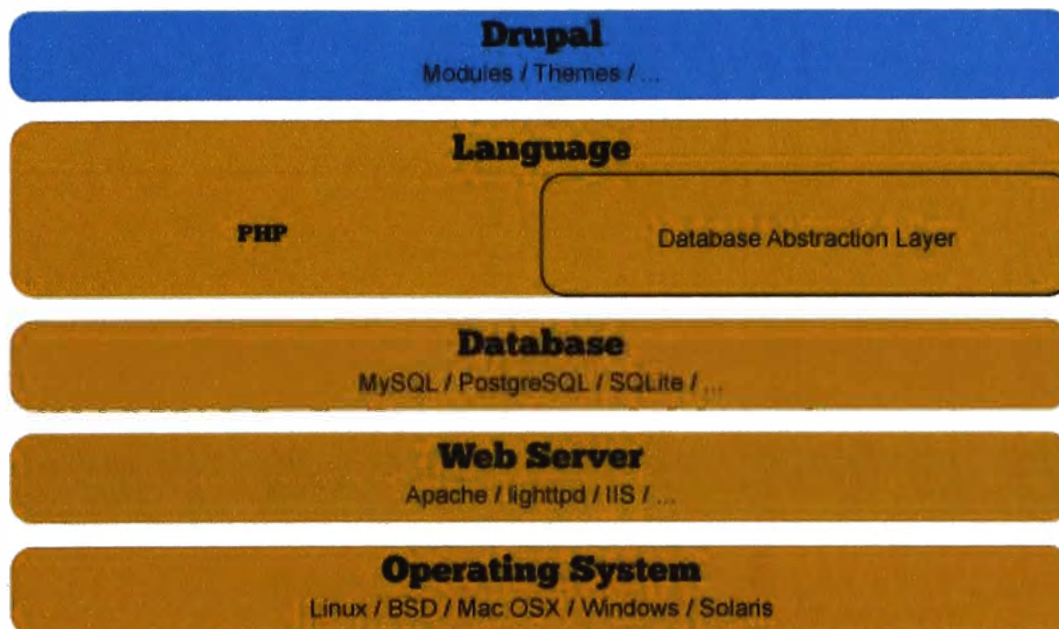 Drupal
Modules / Themes / ...
Language
PHP
Database Abstraction Layer
Database
MySQL / PostgreSQL / SQLite / ...
Web Server
Apache / lighttpd / IIS / ...
Operating System
Linux / BSD / Mac OSX / Windows / Solaris